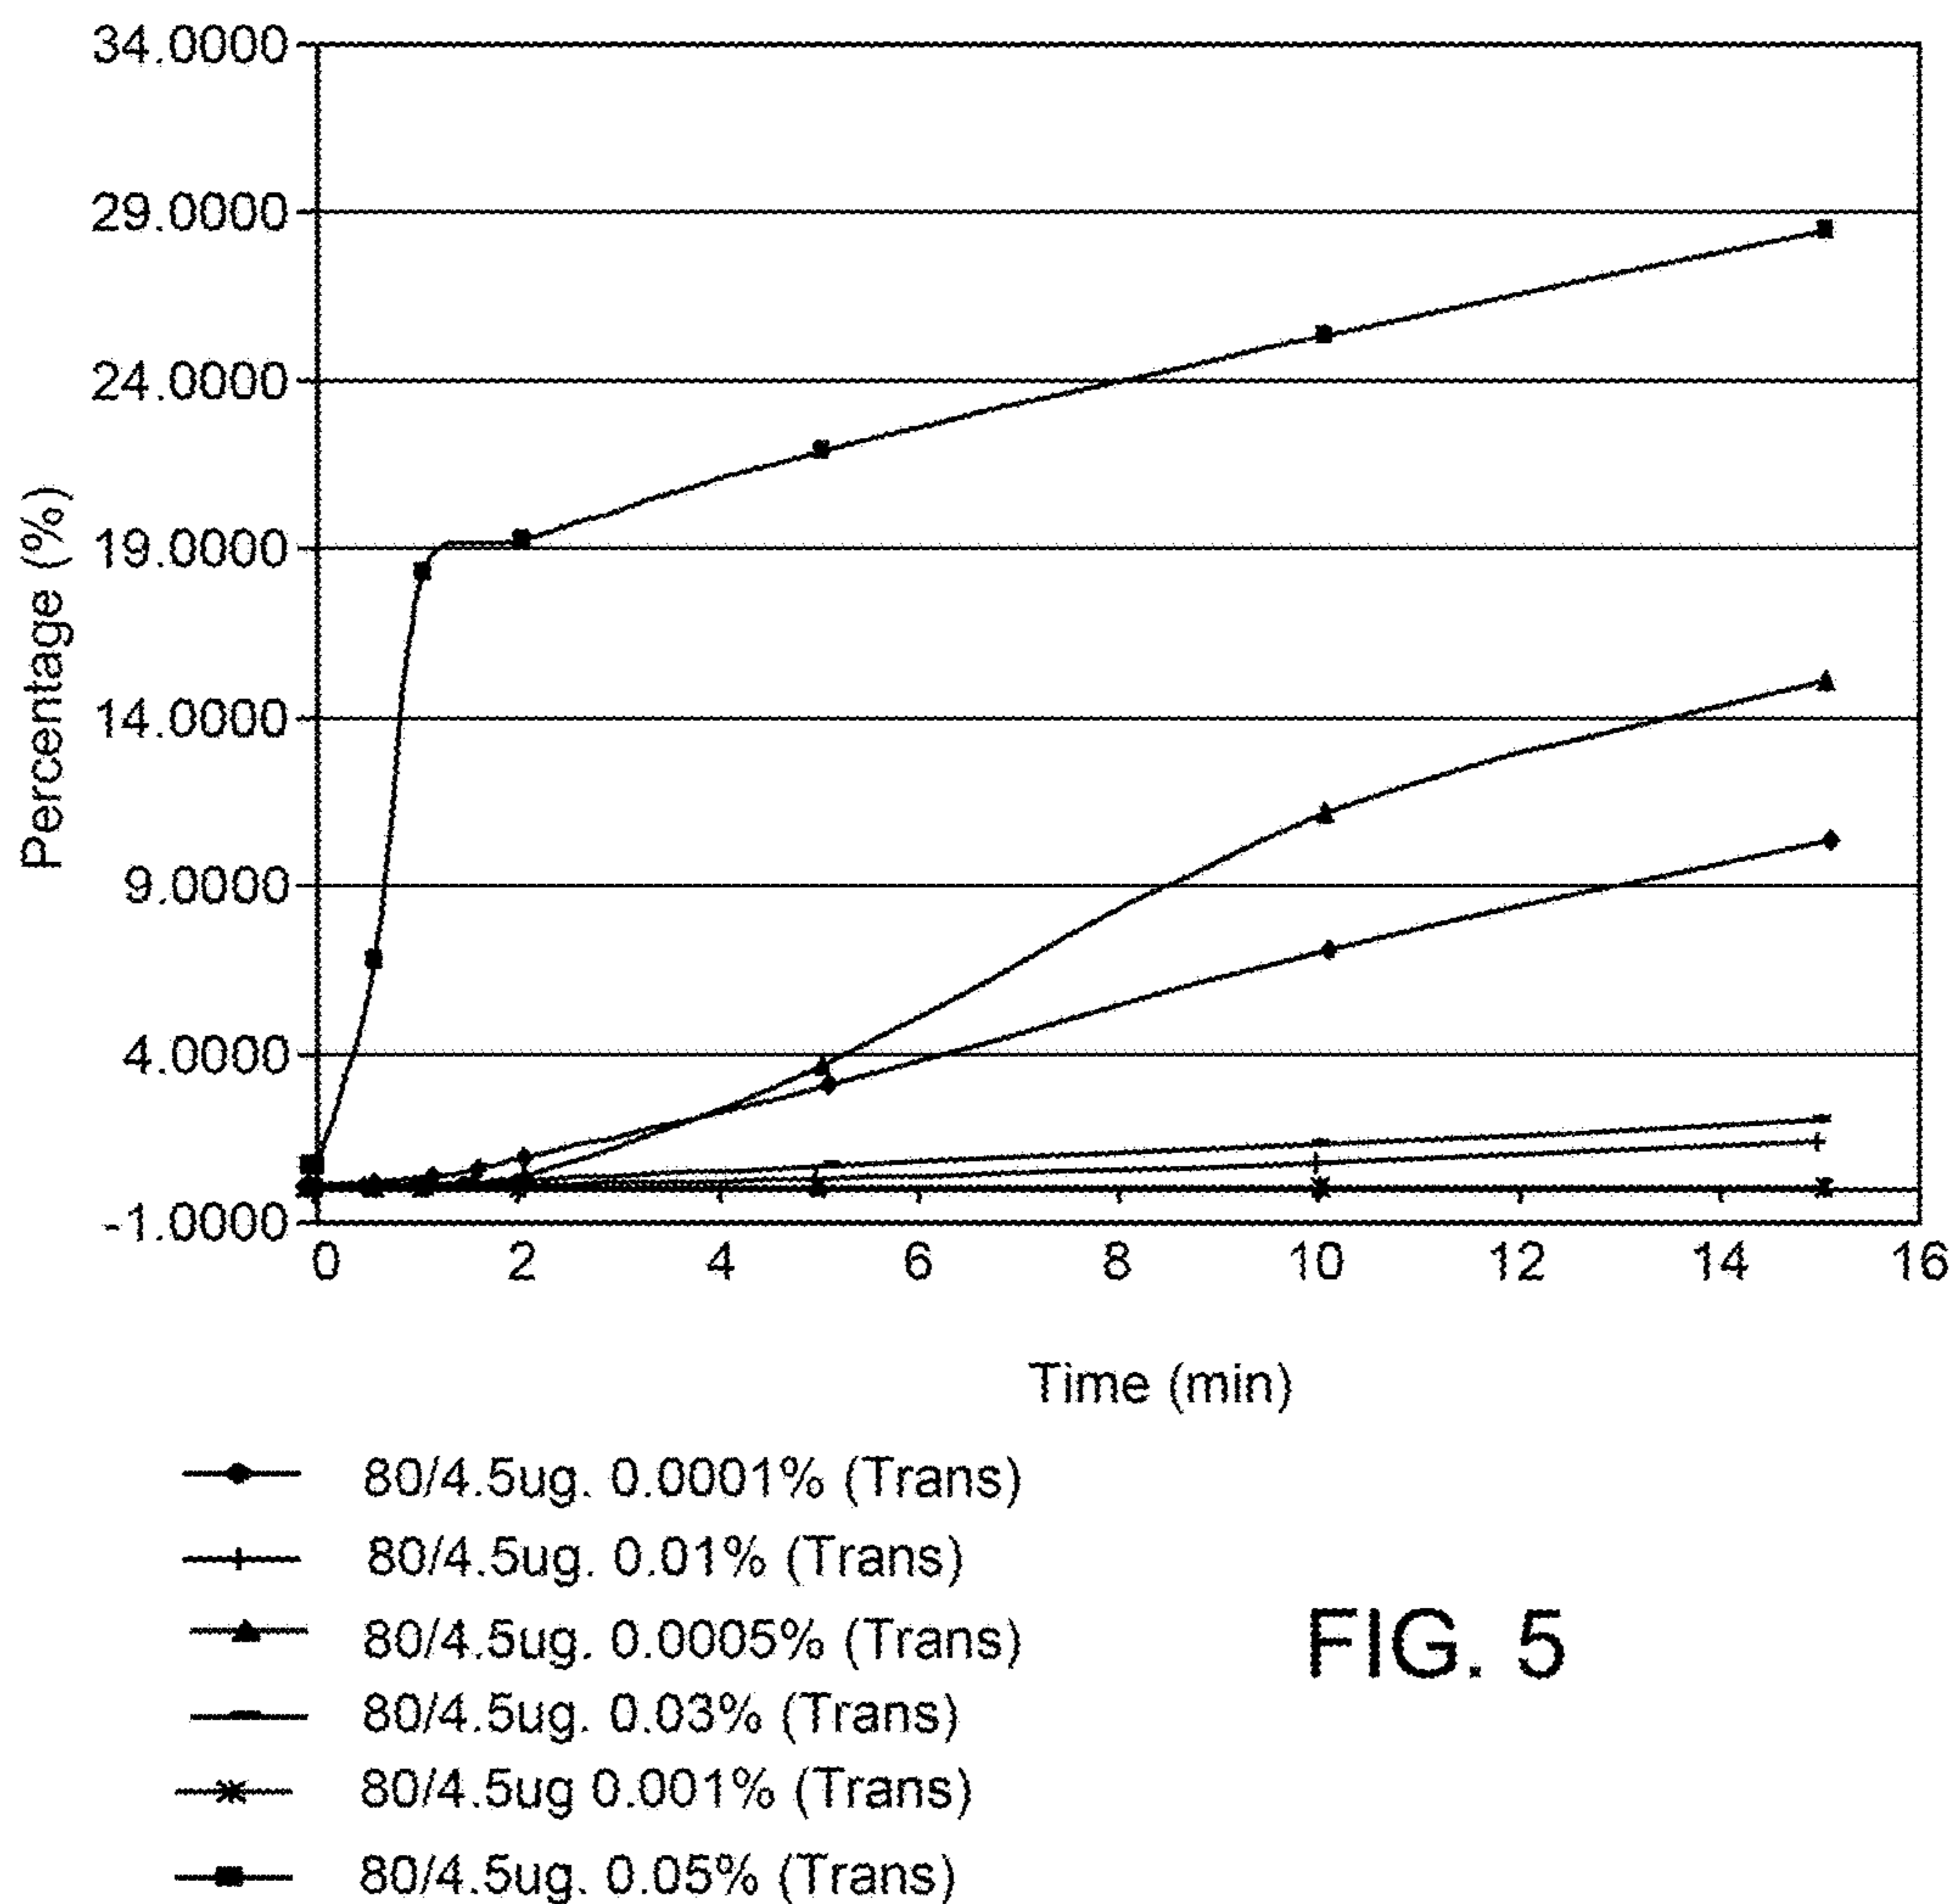 34.0000
29.0000
24.0000
19.0000
14.0000
9.0000
4.0000
-1.0000
Percentage (%)
0 2 4 6 8 10 12 14 16
Time (min)
80/4.5ug. 0.0001% (Trans)
80/4.5ug. 0.01% (Trans)
80/4.5ug. 0.0005% (Trans)
80/4.5ug. 0.03% (Trans)
80/4.5ug 0.001% (Trans)
80/4.5ug. 0.05% (Trans)
FIG. 5